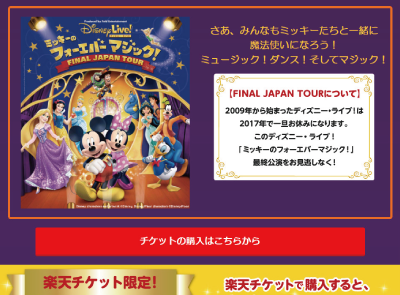 Disney Live!
ミッキーの
フォーエバー マジック!
FINAL JAPAN TOUR
さあ、みんなもミッキーたちと一緒に
魔法使いになろう!
ミュージック!ダンス!そしてマジック!
【FINAL JAPAN TOURについて】
2009年から始まったディズニー・ライブ!は
2017年で一旦お休みになります。
このディズニー・ライブ!
「ミッキーのフォーエバーマジック!」
最終公演をお見逃しなく!
チケットの購入はこちらから
楽天チケット限定!
楽天チケットで購入すると、